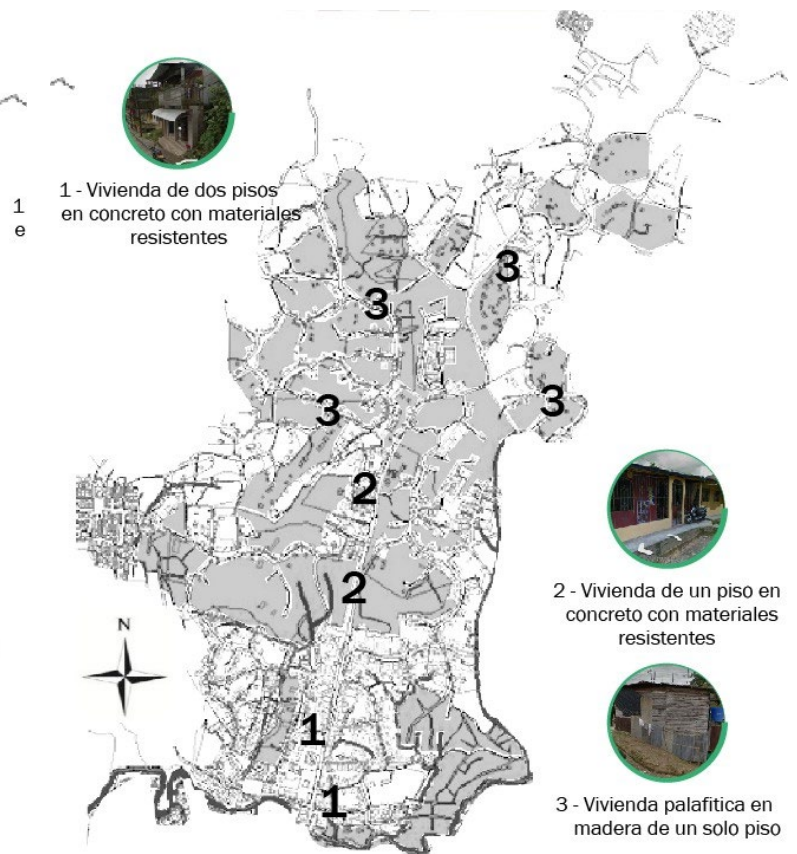 1 - Vivienda de dos pisos
en concreto con materiales
resistentes
1
e
3
3
3
3
2
2 - Vivienda de un piso en
concreto con materiales
resistentes
2
N
1
3 - Vivienda palafitica en
madera de un solo piso
1